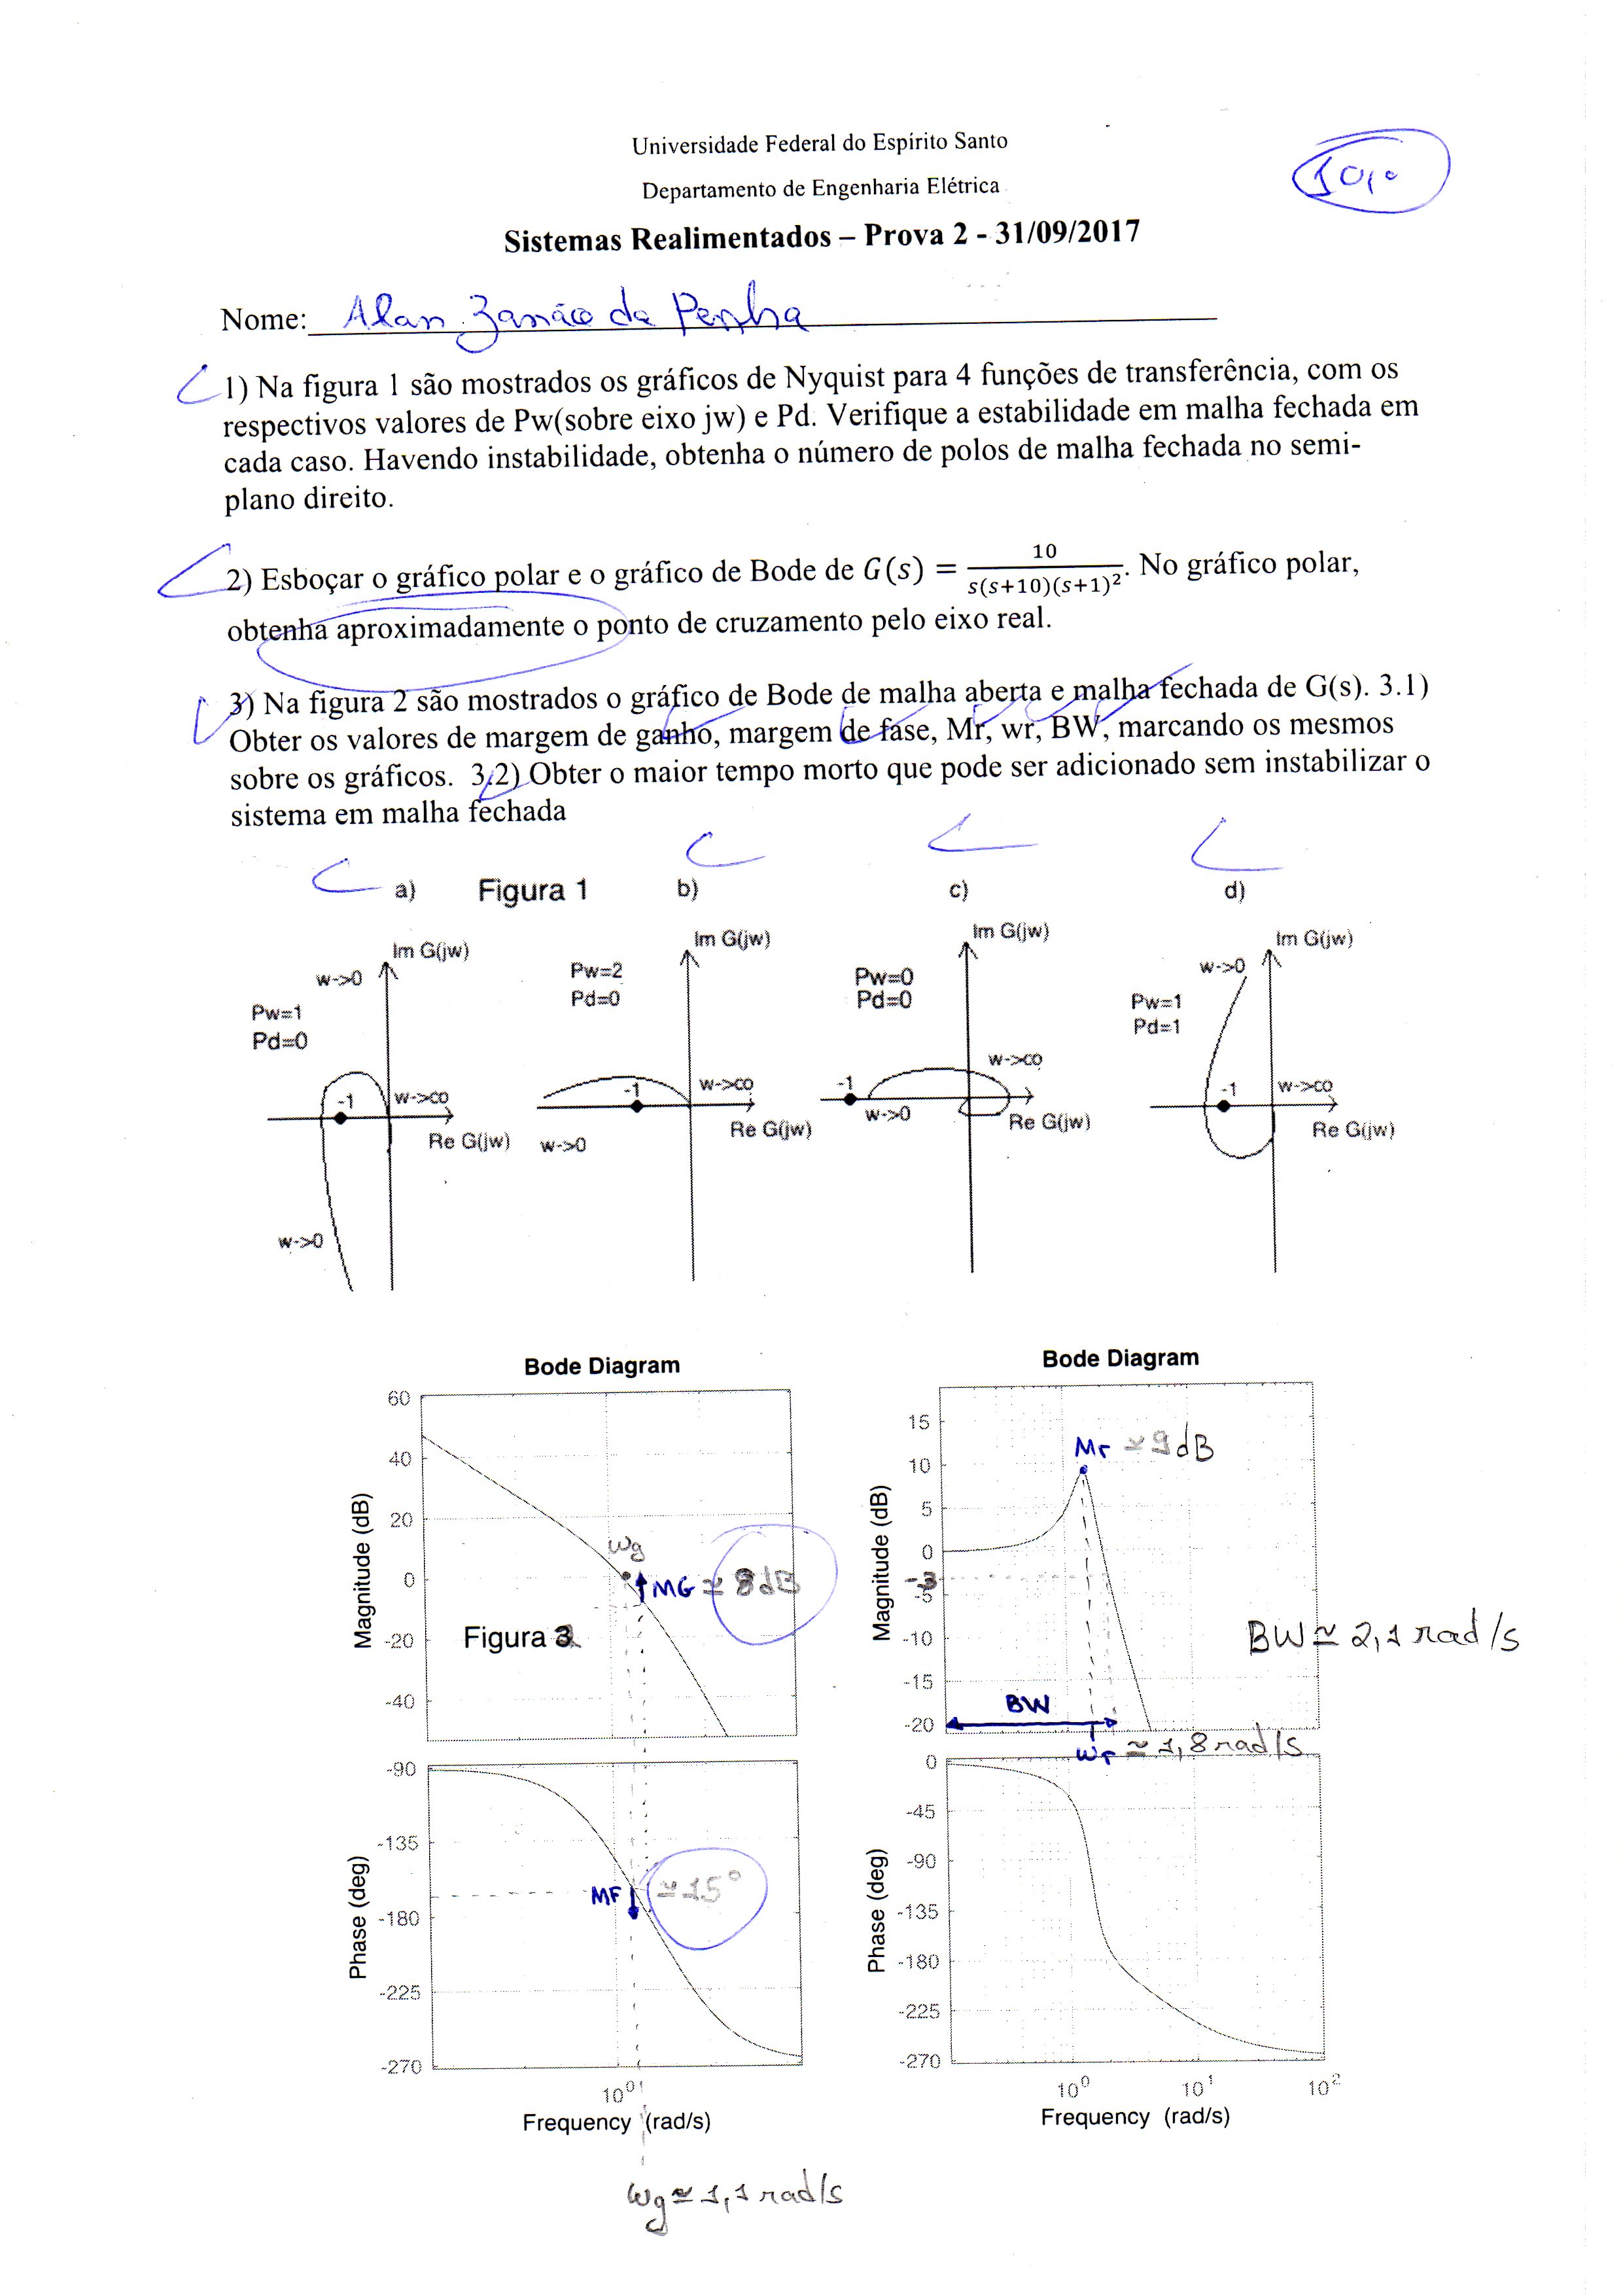 Universidade Federal do Espírito Santo
Departamento de Engenharia Elétrica
10,0
Sistemas Realimentados – Prova 2 - 31/09/2017
Nome: Alan Zanão da Penha
1) Na figura 1 são mostrados os gráficos de Nyquist para 4 funções de transferência, com os
respectivos valores de Pw(sobre eixo jw) e Pd. Verifique a estabilidade em malha fechada em
cada caso. Havendo instabilidade, obtenha o número de polos de malha fechada no semi-
plano direito.
2) Esboçar o gráfico polar e o gráfico de Bode de G(s) = 10 / s(s+10)(s+1)². No gráfico polar,
obtenha aproximadamente o ponto de cruzamento pelo eixo real.
3) Na figura 2 são mostrados o gráfico de Bode de malha aberta e malha fechada de G(s). 3.1)
Obter os valores de margem de ganho, margem de fase, Mr, wr, BW, marcando os mesmos
sobre os gráficos. 3.2) Obter o maior tempo morto que pode ser adicionado sem instabilizar o
sistema em malha fechada
a) Figura 1 b) c) d)
Im G(jw)
w->0
Pw=1
Pd=0
-1
w->co
Re G(jw)
w->0
Im G(jw)
Pw=2
Pd=0
-1
w->co
Re G(jw)
w->0
Im G(jw)
Pw=0
Pd=0
w->co
-1
w->0
Re G(jw)
Im G(jw)
w->0
Pw=1
Pd=1
-1
w->co
Re G(jw)
Bode Diagram
60
40
20
0
-20
-40
Magnitude (dB)
wg
MG ≃ 8dB
Figura
-90
-135
-180
-225
-270
Phase (deg)
MF ≃ 15°
Frequency (rad/s)
wg ≃ 1,1 rad/s
Bode Diagram
15
10
5
0
-3
-5
-10
-15
-20
Magnitude (dB)
Mr ≃ 9dB
BW ≃ 2,1 rad/s
BW
wr ≃ 1,8 rad/s
0
-45
-90
-135
-180
-225
-270
Phase (deg)
10⁰ 10¹ 10²
Frequency (rad/s)